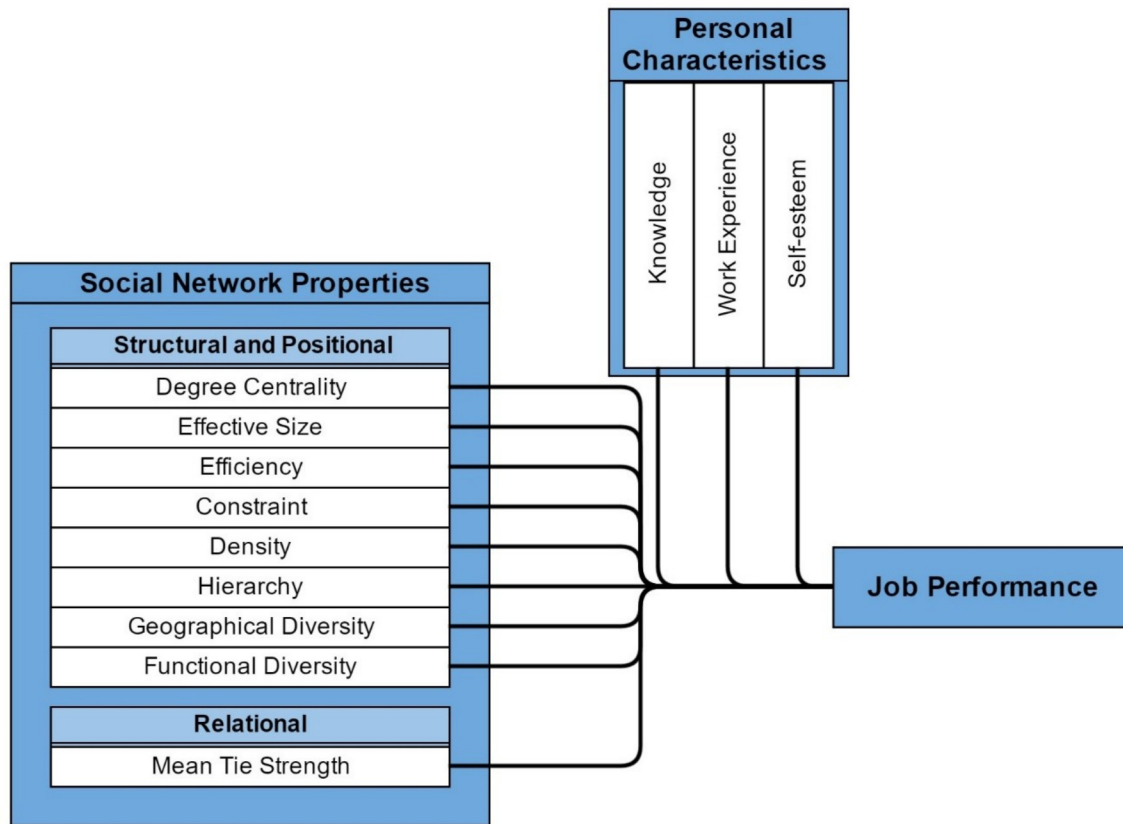 Personal
Characteristics
Knowledge
Work Experience
Self-esteem
Social Network Properties
Structural and Positional
Degree Centrality
Effective Size
Efficiency
Constraint
Density
Hierarchy
Geographical Diversity
Functional Diversity
Relational
Mean Tie Strength
Job Performance